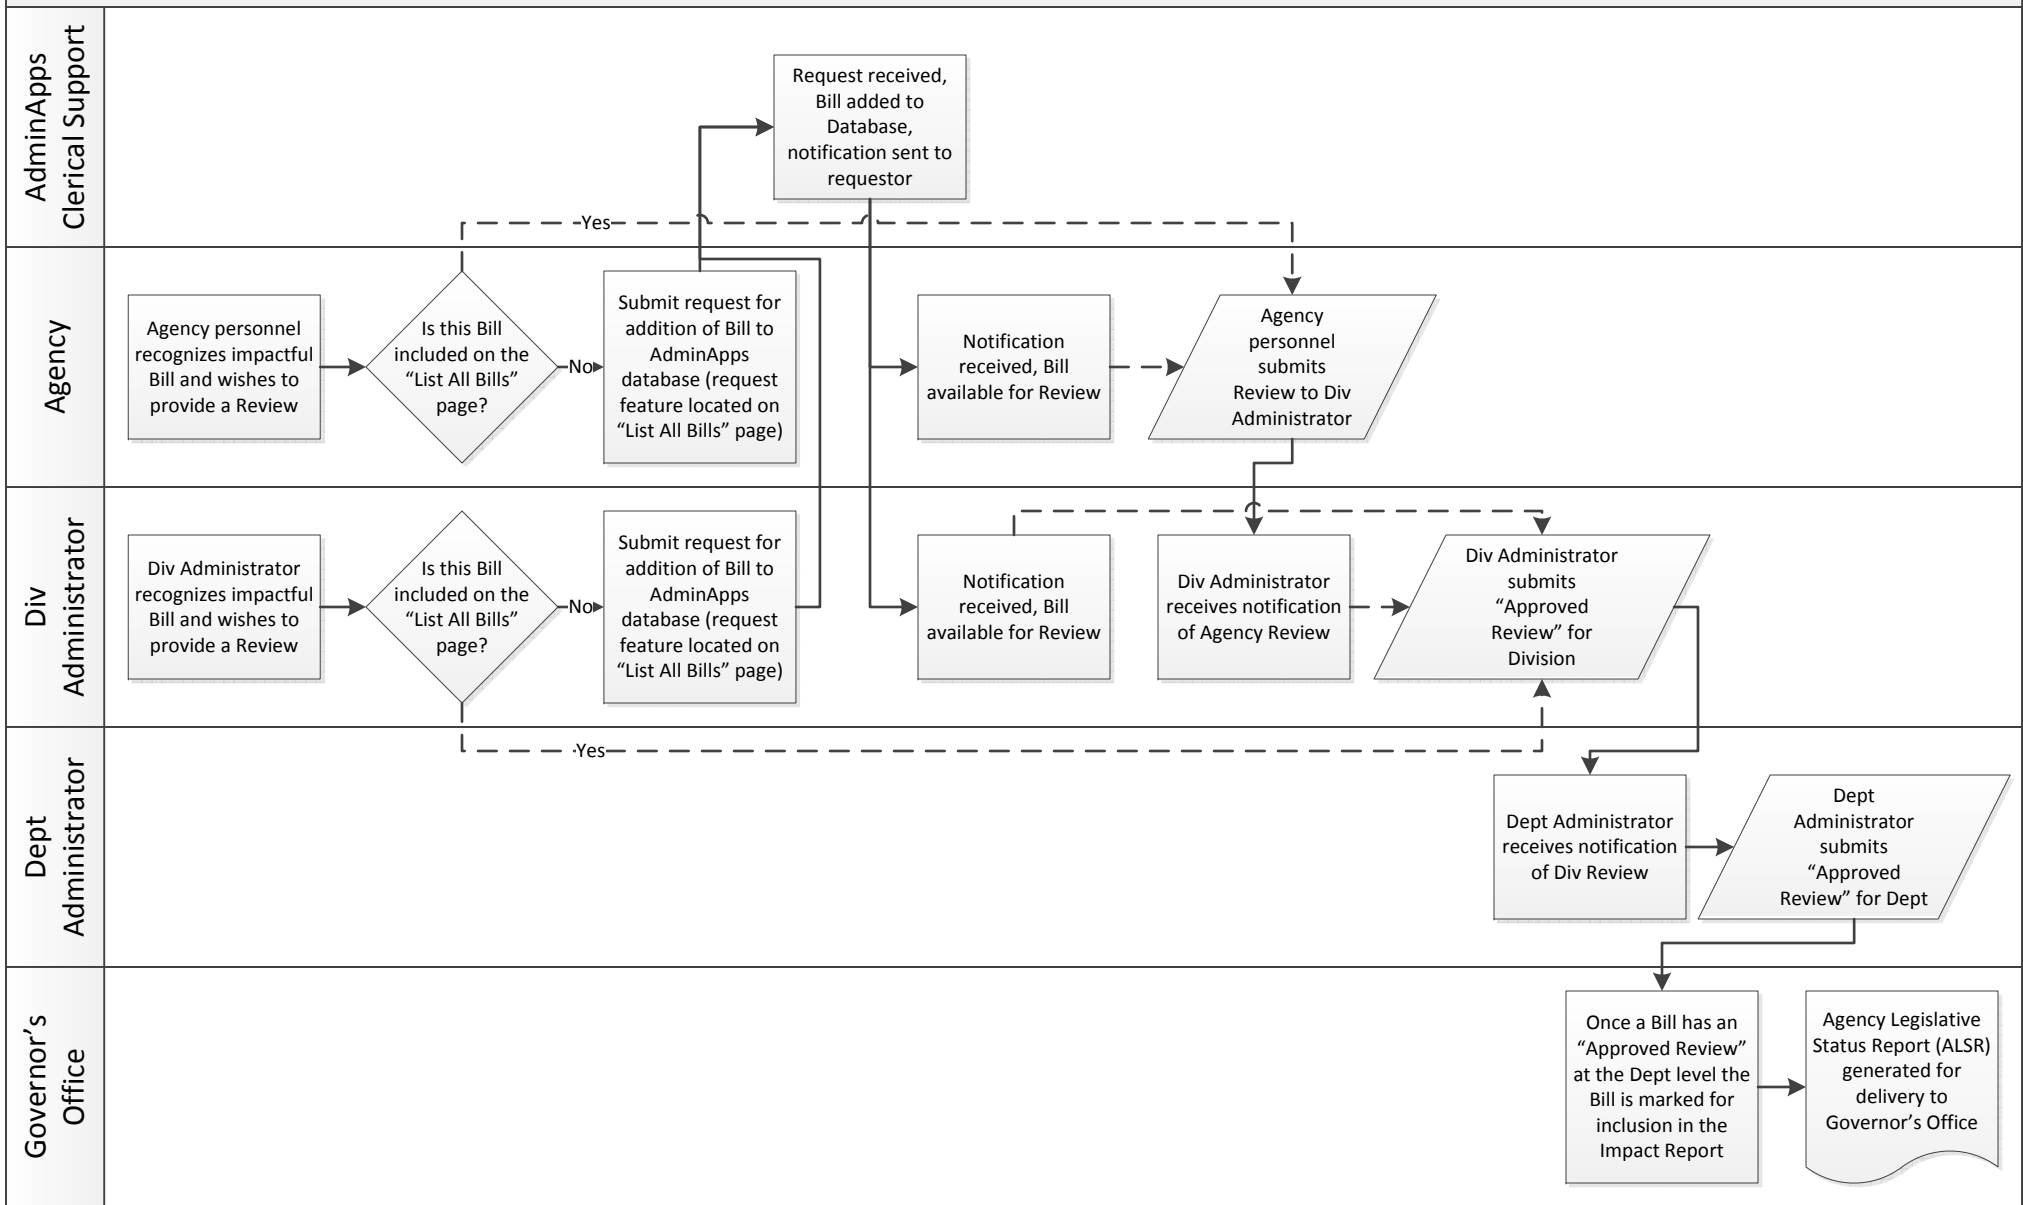 AdminApps
Clerical Support
Request received,
Bill added to
Database,
notification sent to
requestor
Yes
Agency
Agency personnel
recognizes impactful
Bill and wishes to
provide a Review
Is this Bill
included on the
“List All Bills”
page?
No
Submit request for
addition of Bill to
AdminApps
database (request
feature located on
“List All Bills” page)
Notification
received, Bill
available for Review
Agency
personnel
submits
Review to Div
Administrator
Div
Administrator
Div Administrator
recognizes impactful
Bill and wishes to
provide a Review
Is this Bill
included on the
“List All Bills”
page?
No
Submit request for
addition of Bill to
AdminApps
database (request
feature located on
“List All Bills” page)
Notification
received, Bill
available for Review
Div Administrator
receives notification
of Agency Review
Div Administrator
submits
“Approved
Review” for
Division
Yes
Dept
Administrator
Dept Administrator
receives notification
of Div Review
Dept
Administrator
submits
“Approved
Review” for Dept
Governor’s
Office
Once a Bill has an
“Approved Review”
at the Dept level the
Bill is marked for
inclusion in the
Impact Report
Agency Legislative
Status Report (ALSR)
generated for
delivery to
Governor’s Office